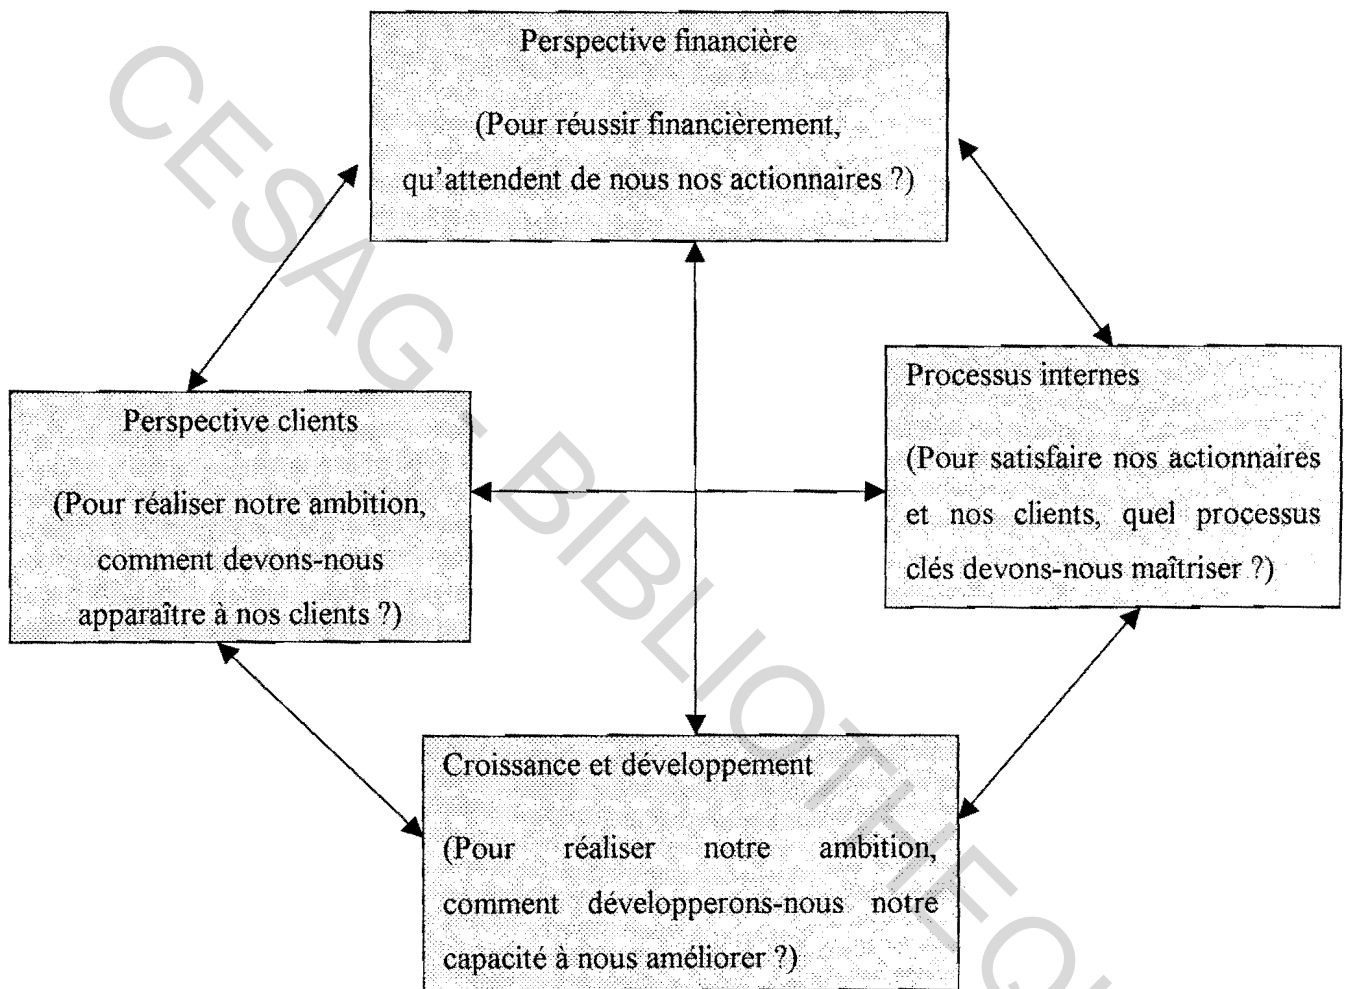 Perspective financière
(Pour réussir financièrement,
qu'attendent de nous nos actionnaires ?)
Perspective clients
(Pour réaliser notre ambition,
comment devons-nous
apparaître à nos clients ?)
Processus internes
(Pour satisfaire nos actionnaires
et nos clients, quel processus
clés devons-nous maîtriser ?)
Croissance et développement
(Pour réaliser notre ambition,
comment développerons-nous notre
capacité à nous améliorer ?)
CESAG - BIBLIOTHEQU